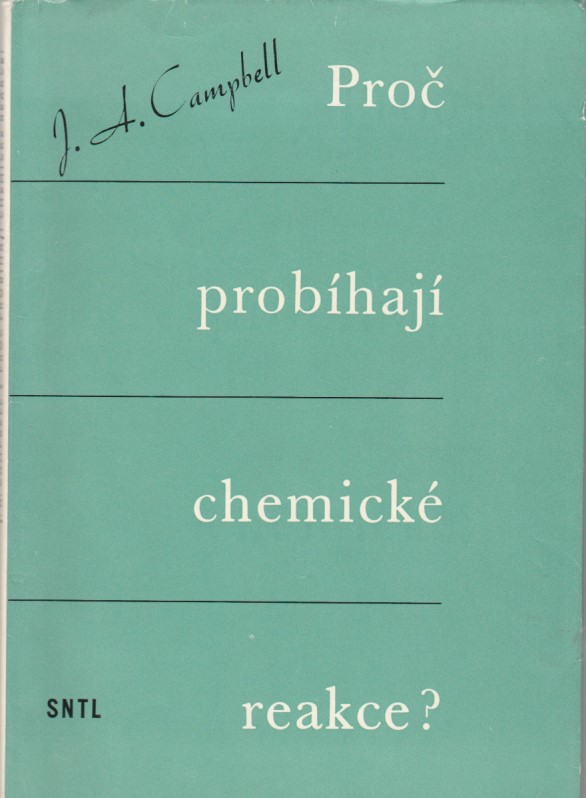 J. A. Campbell
Proč
probíhají
chemické
reakce?
SNTL